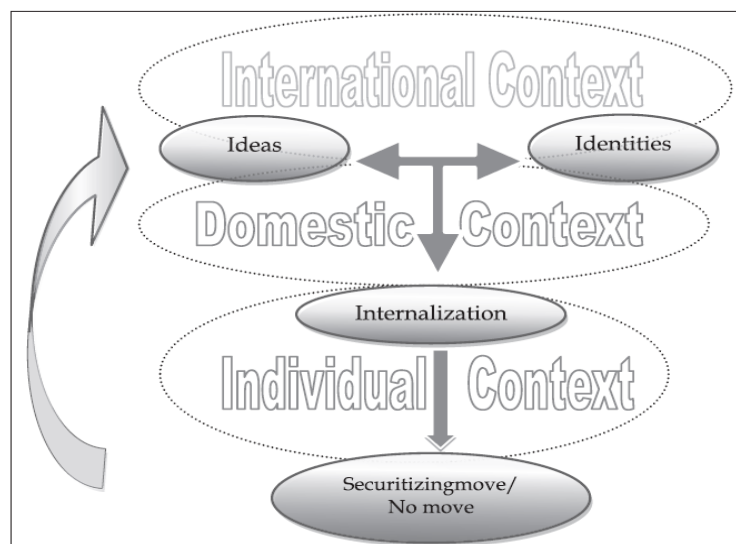 International Context
Ideas
Identities
Domestic Context
Internalization
Individual Context
Securitizingmove/
No move